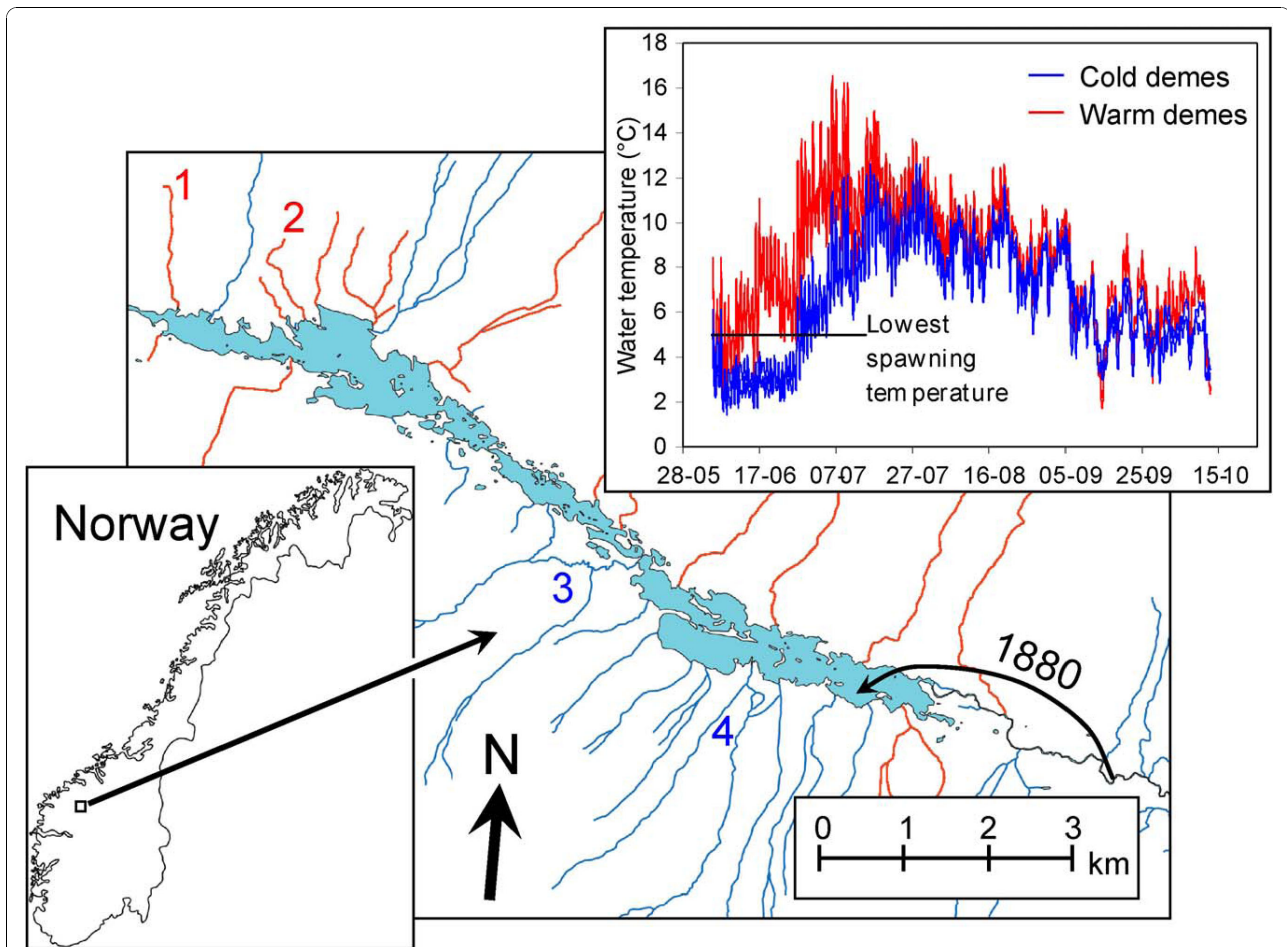 18
16
14
12
10
8
6
4
2
0
Water temperature (°C)
Cold demes
Warm demes
Lowest
spawning
temperature
28-05 17-06 07-07 27-07 16-08 05-09 25-09 15-10
1
2
3
4
Norway
N
1880
0 1 2 3
km